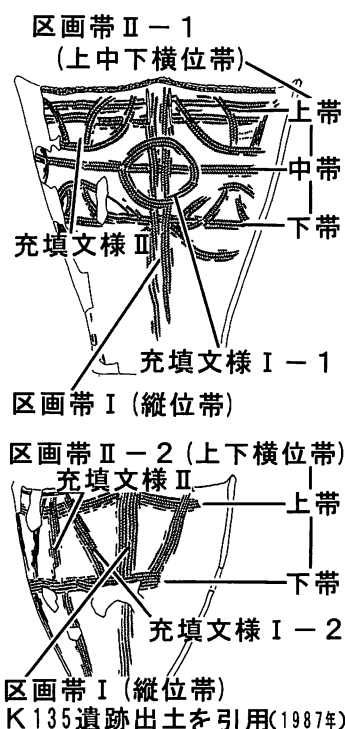 区画帯Ⅱ－1
(上中下横位帯)
上帯
中帯
下帯
充填文様Ⅱ
充填文様Ⅰ－1
区画帯Ⅰ(縦位帯)
区画帯Ⅱ－2(上下横位帯)
充填文様Ⅱ
上帯
下帯
充填文様Ⅰ－2
区画帯Ⅰ(縦位帯)
K135遺跡出土を引用(1987年)